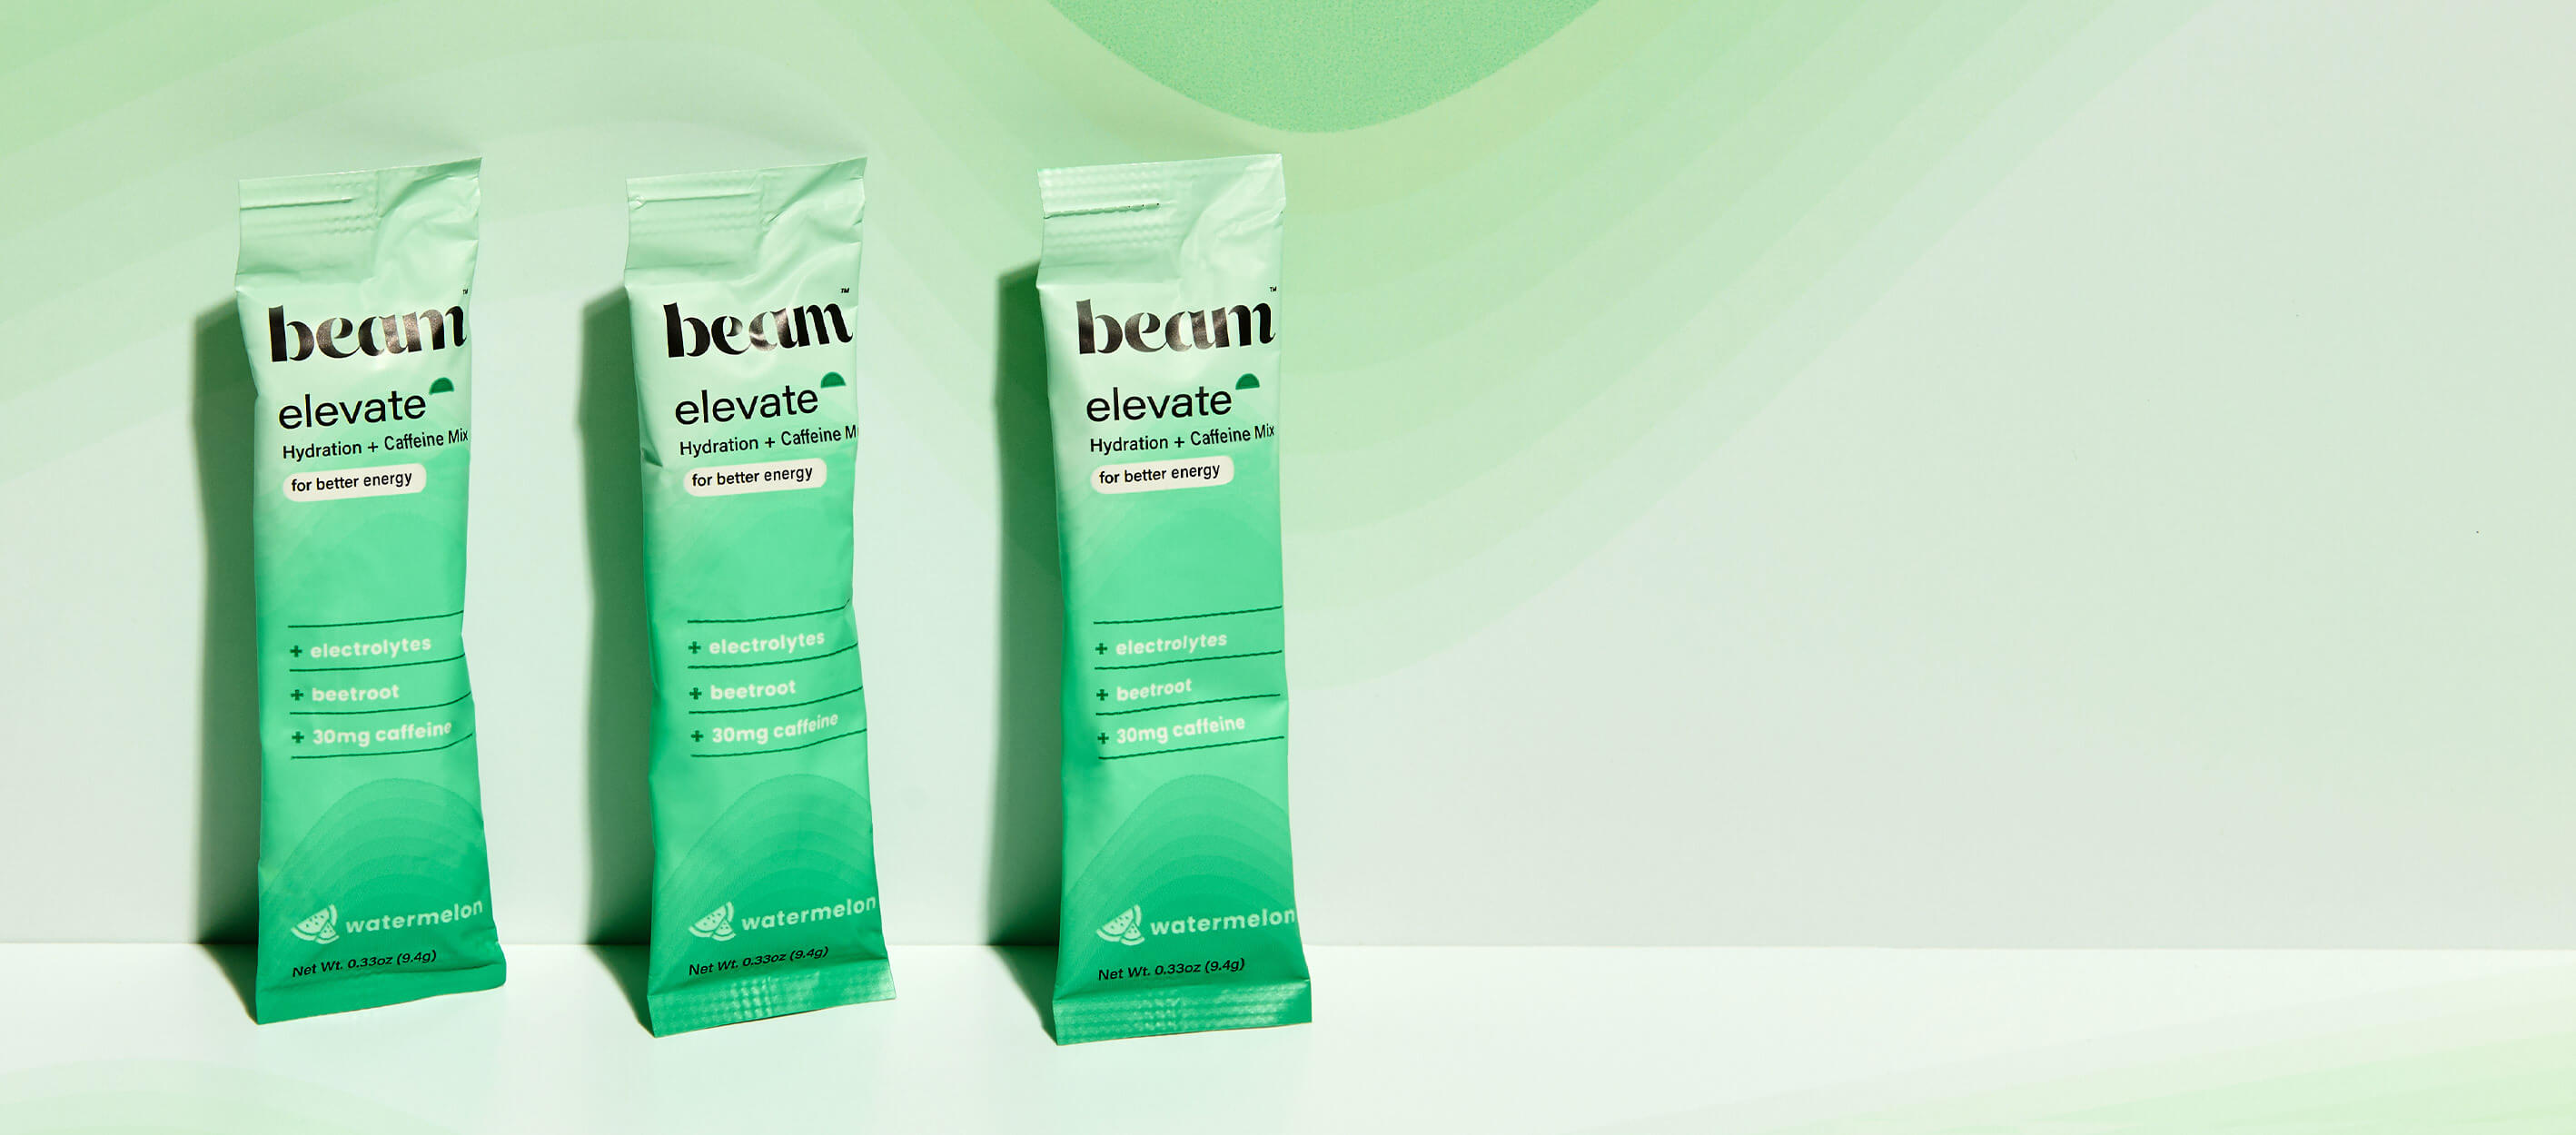 beam™
elevate
Hydration + Caffeine Mix
for better energy
+ electrolytes
+ beetroot
+ 30mg caffeine
watermelon
Net Wt. 0.33oz (9.4g)
beam™
elevate
Hydration + Caffeine M
for better energy
+ electrolytes
+ beetroot
+ 30mg caffeine
watermelon
Net Wt. 0.33oz (9.4g)
beam™
elevate
Hydration + Caffeine Mix
for better energy
+ electrolytes
+ beetroot
+ 30mg caffeine
watermelon
Net Wt. 0.33oz (9.4g)